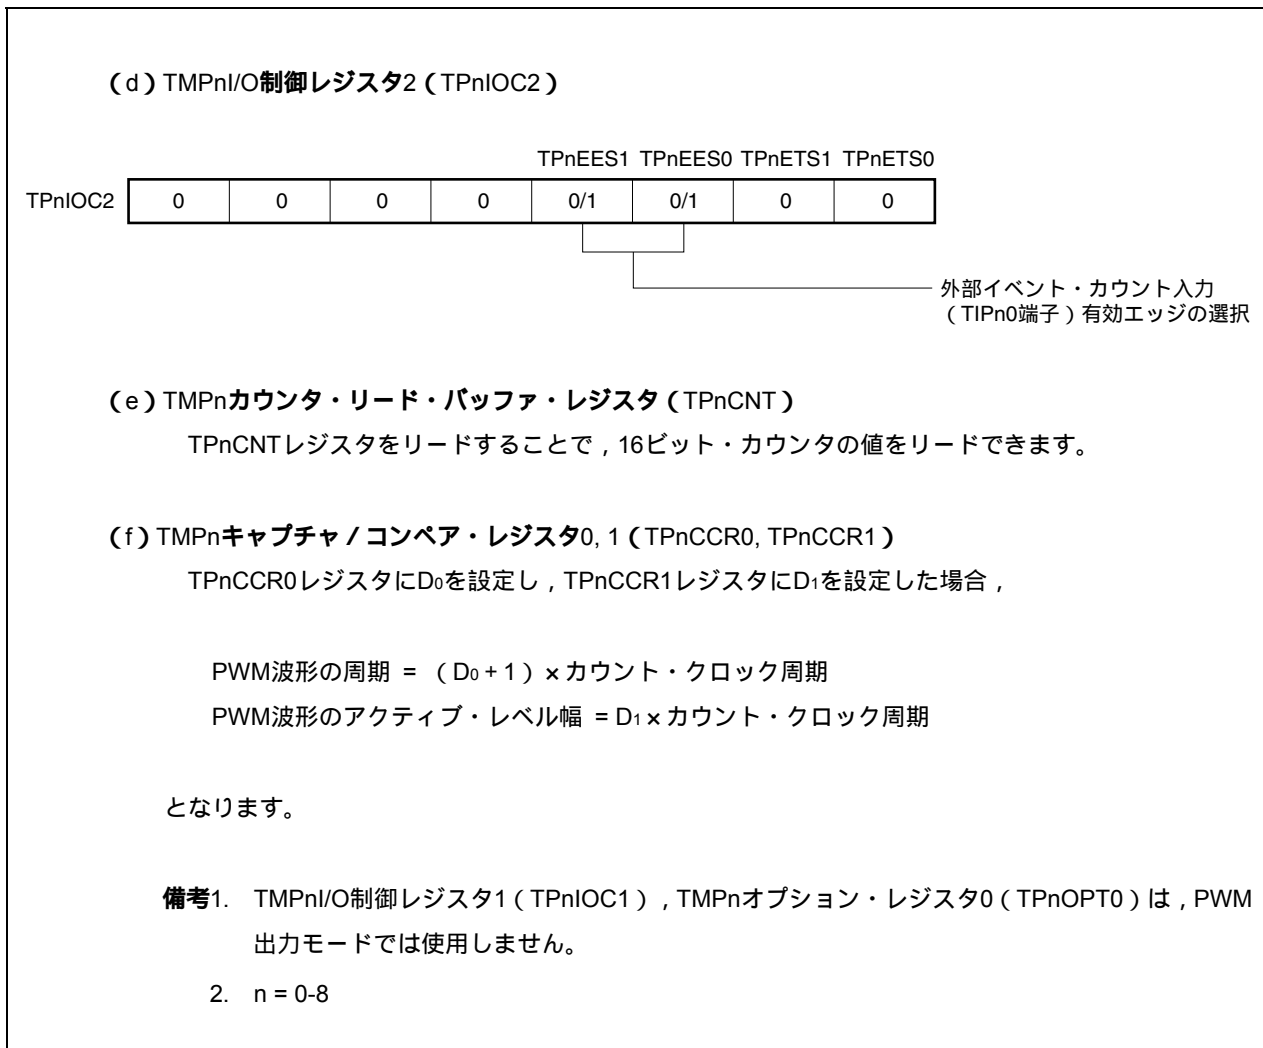 (d)TMPnI/O制御レジスタ2(TPnIOC2)
TPnEES1 TPnEES0 TPnETS1 TPnETS0
TPnIOC2 0 0 0 0 0/1 0/1 0 0
外部イベント・カウント入力
(TIPn0端子)有効エッジの選択
(e)TMPnカウンタ・リード・バッファ・レジスタ(TPnCNT)
TPnCNTレジスタをリードすることで,16ビット・カウンタの値をリードできます。
(f)TMPnキャプチャ/コンペア・レジスタ0, 1(TPnCCR0, TPnCCR1)
TPnCCR0レジスタにD0を設定し,TPnCCR1レジスタにD1を設定した場合,
PWM波形の周期 = (D0+1)×カウント・クロック周期
PWM波形のアクティブ・レベル幅 = D1×カウント・クロック周期
となります。
備考1. TMPnI/O制御レジスタ1(TPnIOC1),TMPnオプション・レジスタ0(TPnOPT0)は,PWM
出力モードでは使用しません。
2. n = 0-8